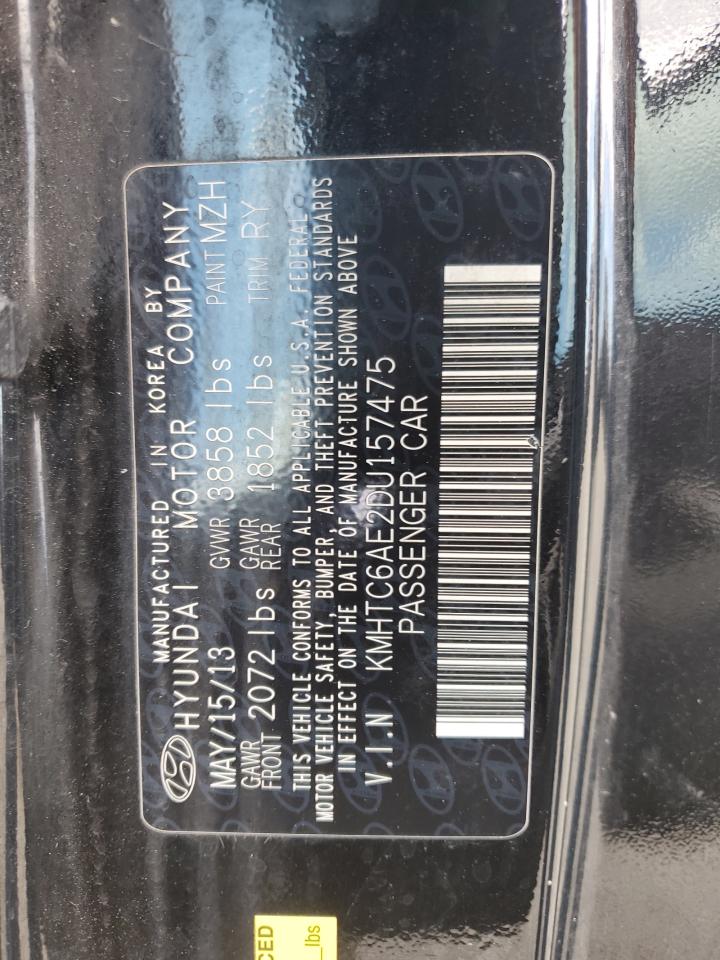 MANUFACTURED IN KOREA BY
HYUNDAI MOTOR COMPANY
MAY/15/13 GVWR 3858 lbs PAINT MZH
GAWR FRONT 2072 lbs GAWR REAR 1852 lbs TRIM RY
THIS VEHICLE CONFORMS TO ALL APPLICABLE U.S.A. FEDERAL
MOTOR VEHICLE SAFETY, BUMPER, AND THEFT PREVENTION STANDARDS
IN EFFECT ON THE DATE OF MANUFACTURE SHOWN ABOVE
V.I.N KMHTC6AE2DU157475
PASSENGER CAR
CED
lbs